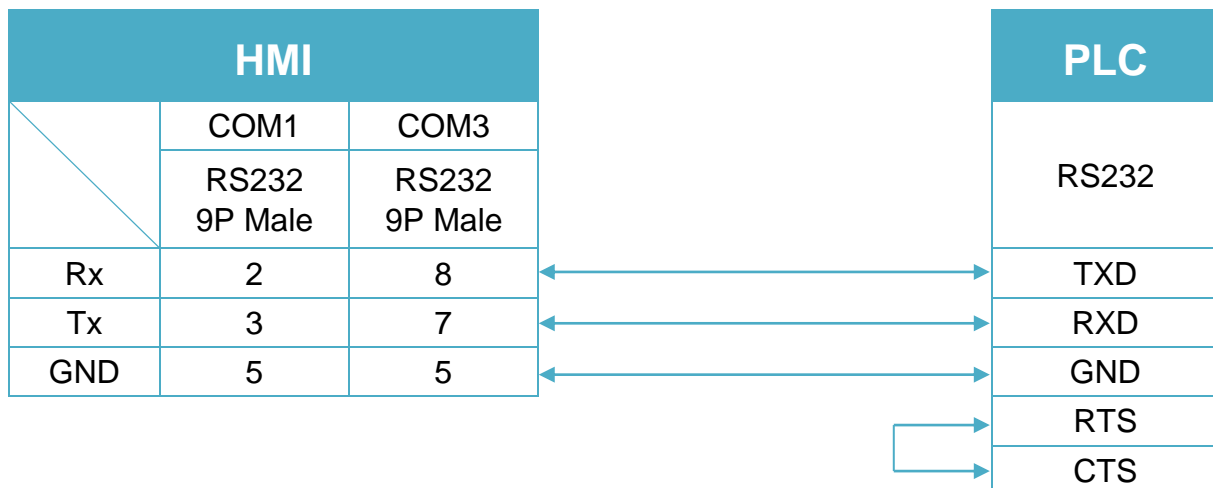 HMI PLC
COM1 COM3
RS232 RS232 RS232
9P Male 9P Male
Rx 2 8 TXD
Tx 3 7 RXD
GND 5 5 GND
RTS
CTS